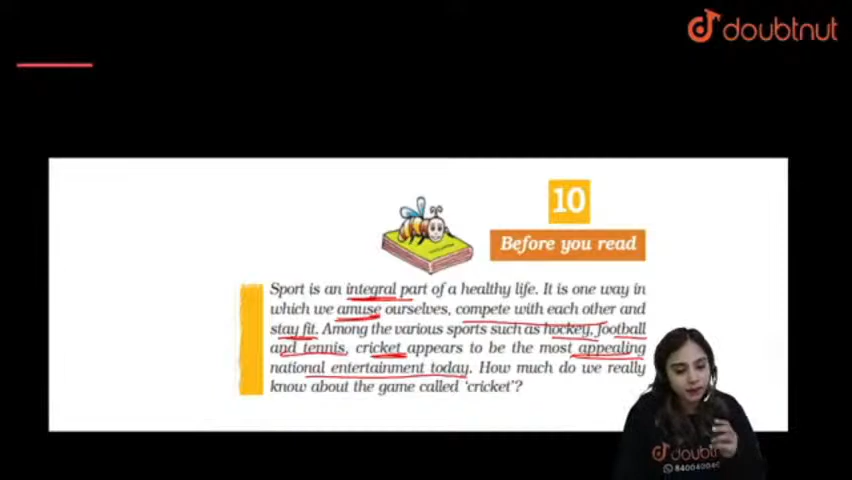 doubtnut
10
Before you read
Sport is an integral part of a healthy life. It is one way in
which we amuse ourselves, compete with each other and
stay fit. Among the various sports such as hockey, football
and tennis, cricket appears to be the most appealing
national entertainment today. How much do we really
know about the game called ‘cricket’?